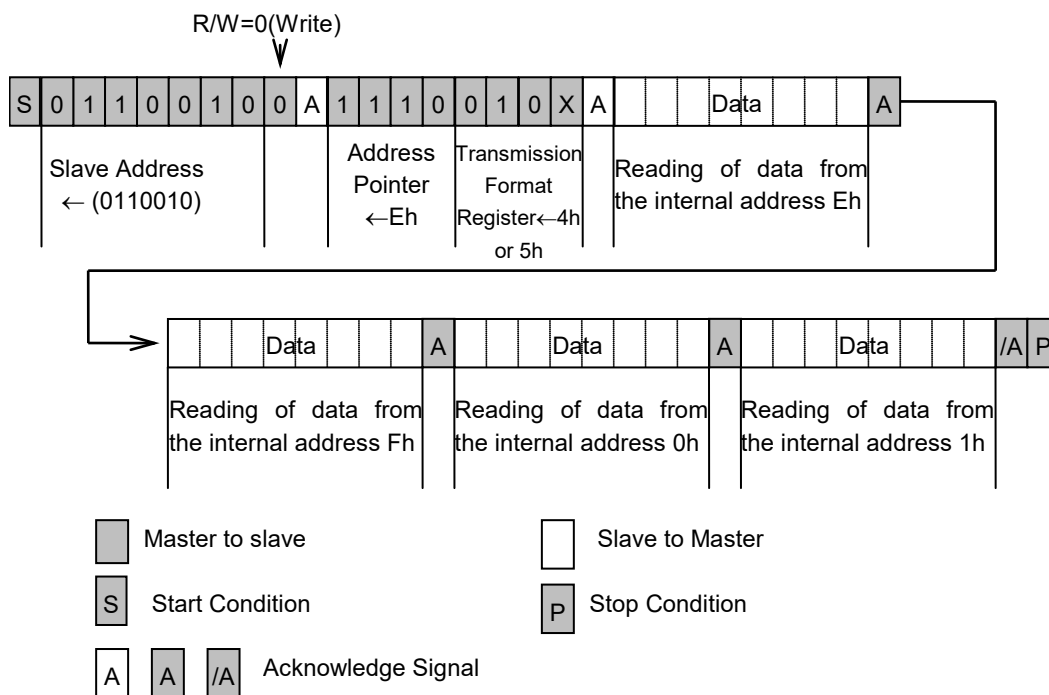 R/W=0(Write)
S 0 1 1 0 0 1 0 0 A 1 1 1 0 0 1 0 X A Data A
Slave Address
← (0110010)
Address
Pointer
←Eh
Transmission
Format
Register←4h
or 5h
Reading of data from
the internal address Eh
Data A Data A Data /A P
Reading of data from
the internal address Fh
Reading of data from
the internal address 0h
Reading of data from
the internal address 1h
Master to slave
Slave to Master
S Start Condition
P Stop Condition
A A /A Acknowledge Signal